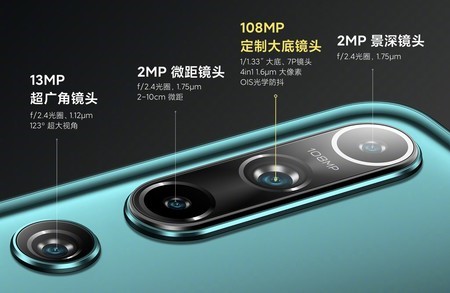 13MP
超广角镜头
f/2.4光圈, 1.12μm
123° 超大视角
2MP 微距镜头
f/2.4光圈, 1.75μm
2-10cm 微距
108MP
定制大底镜头
1/1.33" 大底、7P镜头
4in1 1.6μm 大像素
OIS光学防抖
2MP 景深镜头
f/2.4光圈, 1.75μm
108MP